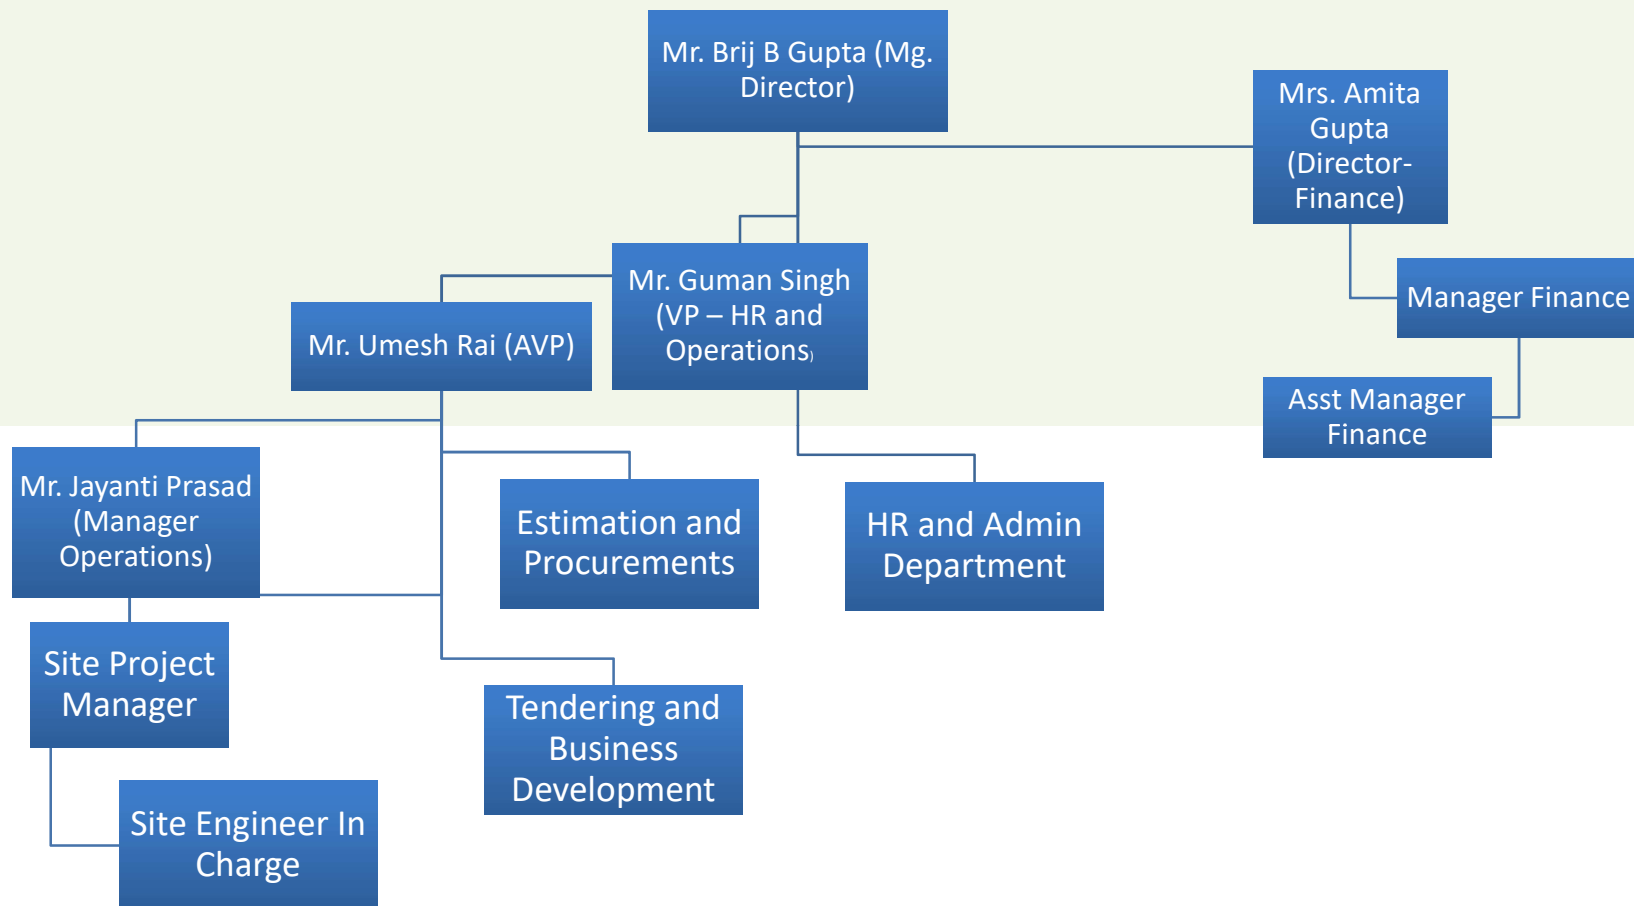 Mr. Brij B Gupta (Mg.
Director)
Mrs. Amita
Gupta
(Director-
Finance)
Mr. Guman Singh
(VP – HR and
Operations)
Manager Finance
Mr. Umesh Rai (AVP)
Asst Manager
Finance
Mr. Jayanti Prasad
(Manager
Operations)
Estimation and
Procurements
HR and Admin
Department
Site Project
Manager
Tendering and
Business
Development
Site Engineer In
Charge